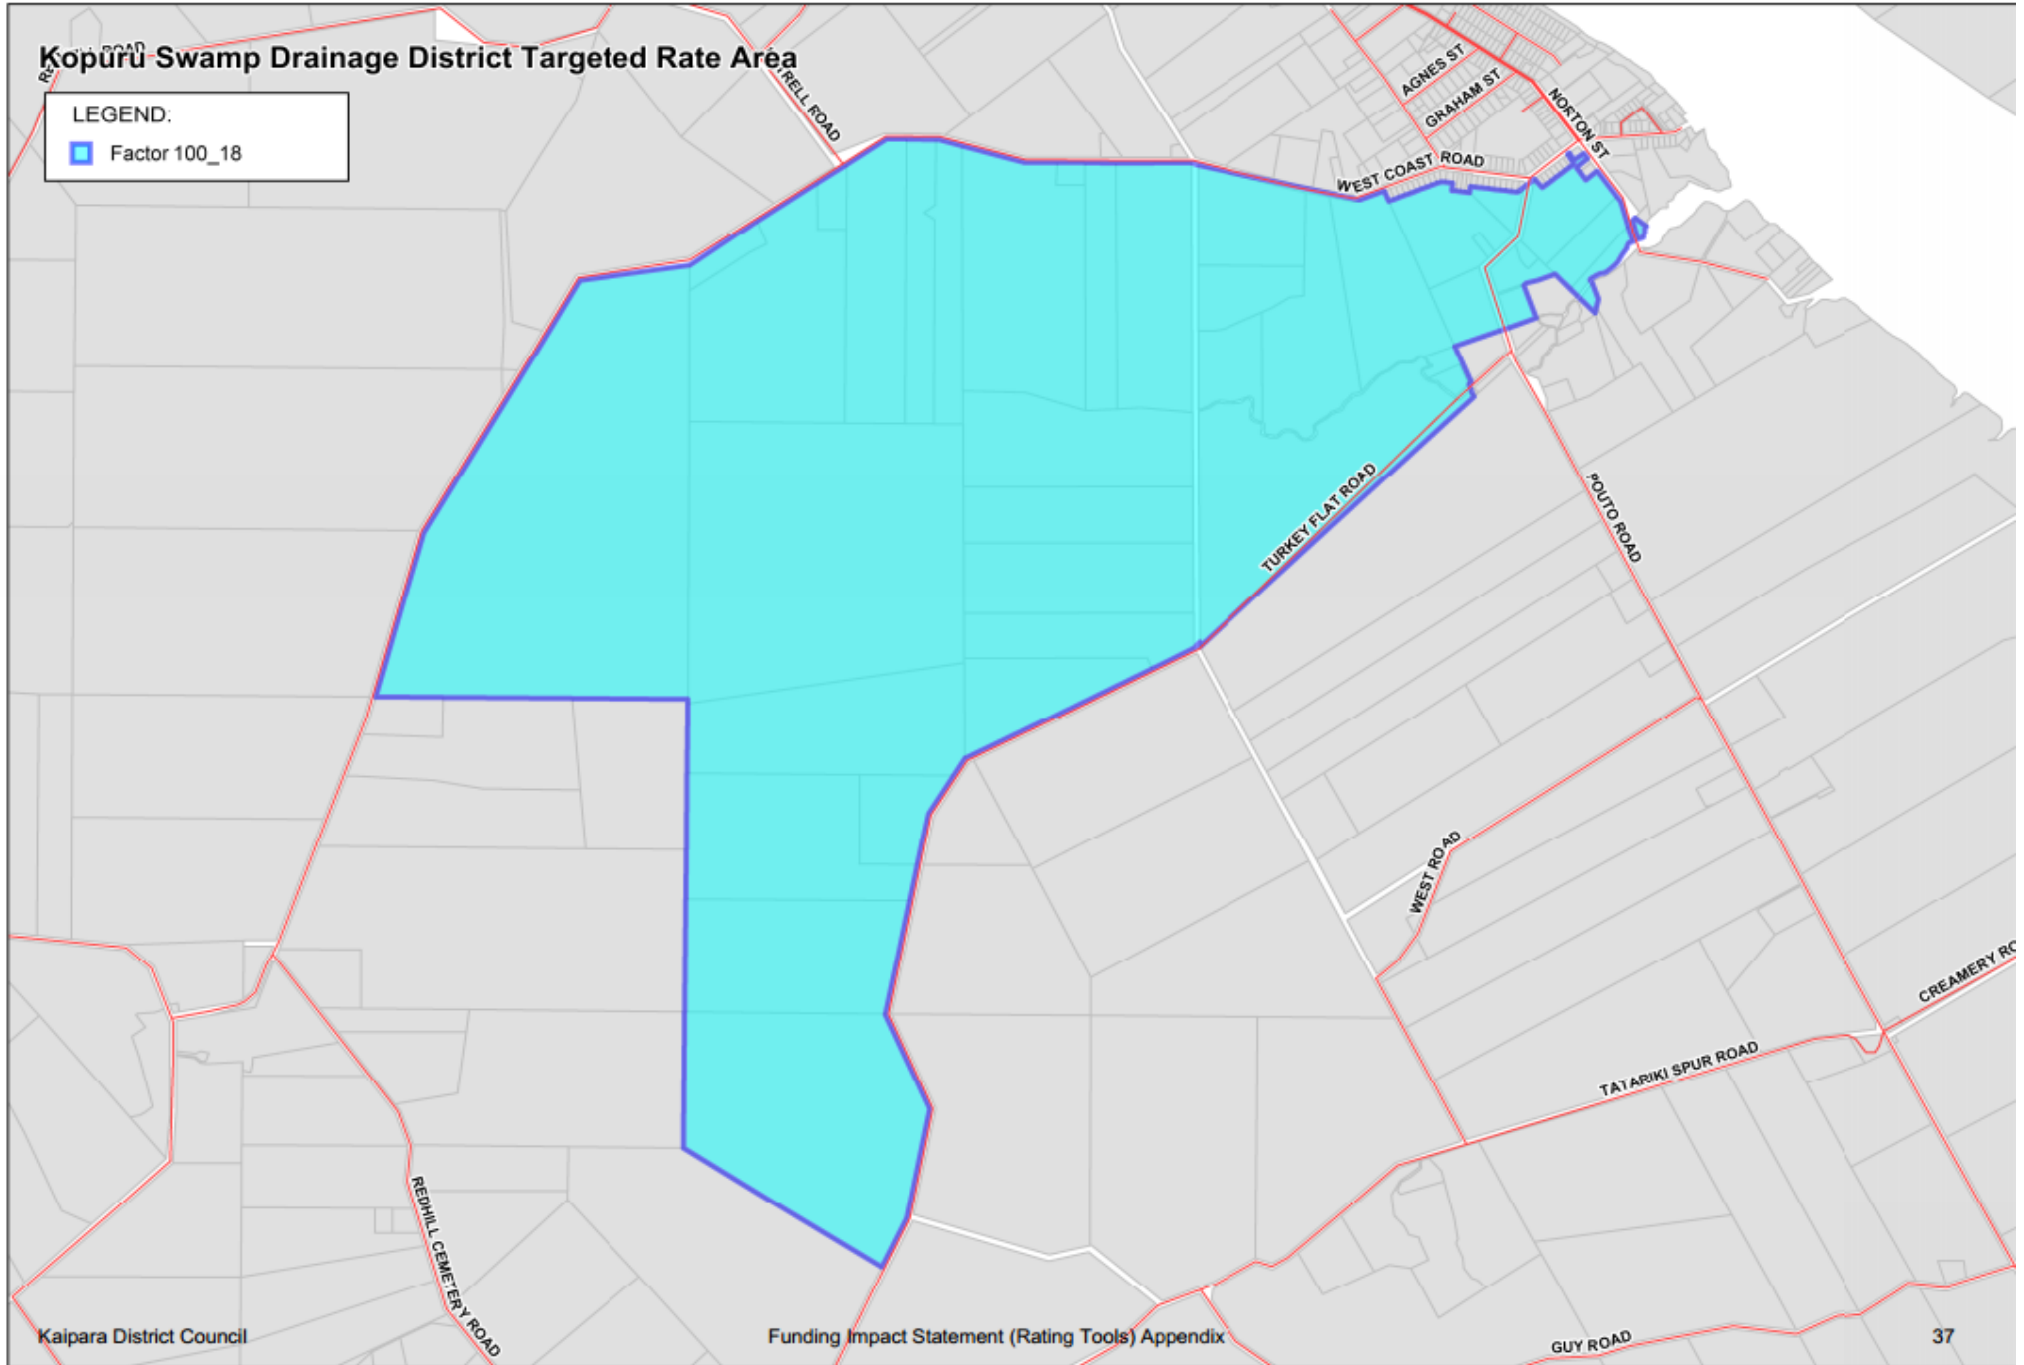 Kopuru Swamp Drainage District Targeted Rate Area
LEGEND:
Factor 100_18
AGNES ST
GRAHAM ST
NORTON ST
WEST COAST ROAD
TURKEY FLAT ROAD
POUTO ROAD
WEST ROAD
CREAMERY RO
TATARIKI SPUR ROAD
REDHILL CEMETERY ROAD
GUY ROAD
Kaipara District Council
Funding Impact Statement (Rating Tools) Appendix
37